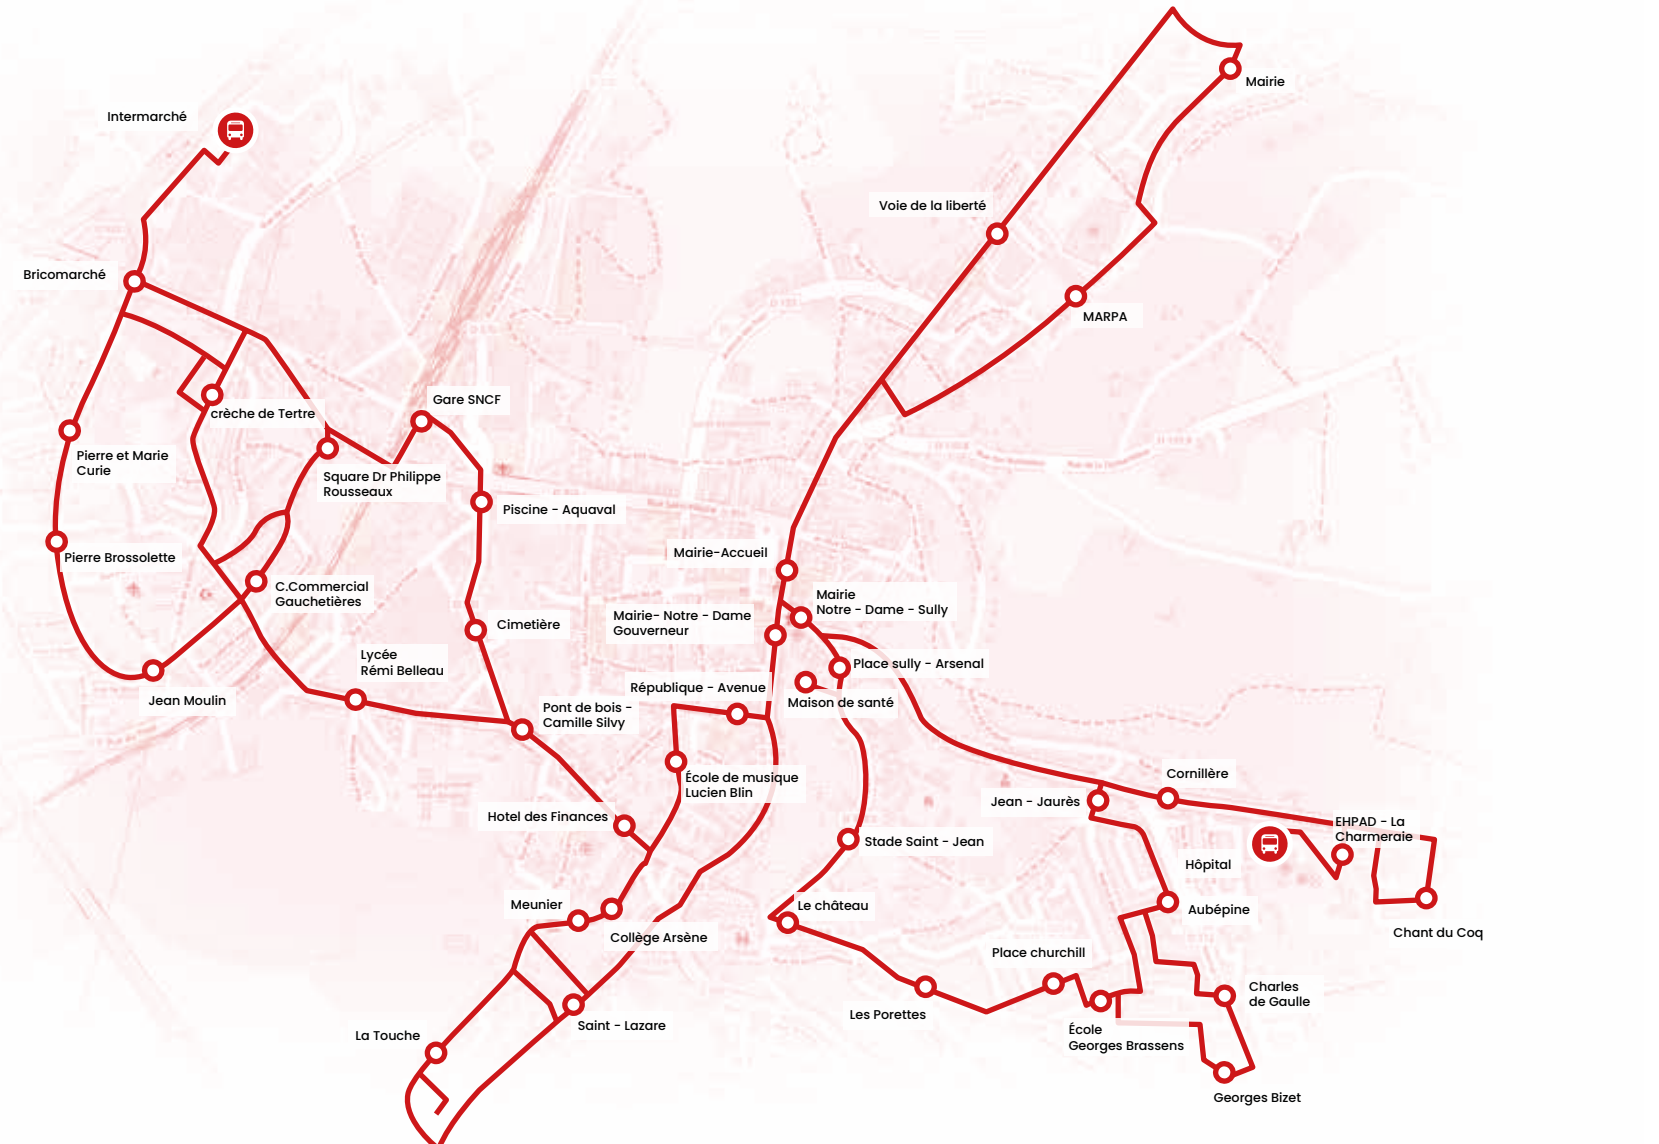 Mairie
Intermarché
Voie de la liberté
Bricomarché
MARPA
Gare SNCF
crèche de Tertre
Pierre et Marie
Curie
Square Dr Philippe
Rousseaux
Piscine - Aquaval
Mairie-Accueil
Pierre Brossolette
C.Commercial
Gauchetières
Mairie
Notre - Dame - Sully
Mairie- Notre - Dame
Gouverneur
Cimetière
Lycée
Rémi Belleau
Place sully - Arsenal
République - Avenue
Jean Moulin
Maison de santé
Pont de bois -
Camille Silvy
École de musique
Lucien Blin
Cornillère
Jean - Jaurès
Hotel des Finances
EHPAD - La
Charmeraie
Stade Saint - Jean
Hôpital
Meunier
Le château
Aubépine
Collège Arsène
Chant du Coq
Place churchill
Charles
de Gaulle
Les Porettes
Saint - Lazare
La Touche
École
Georges Brassens
Georges Bizet